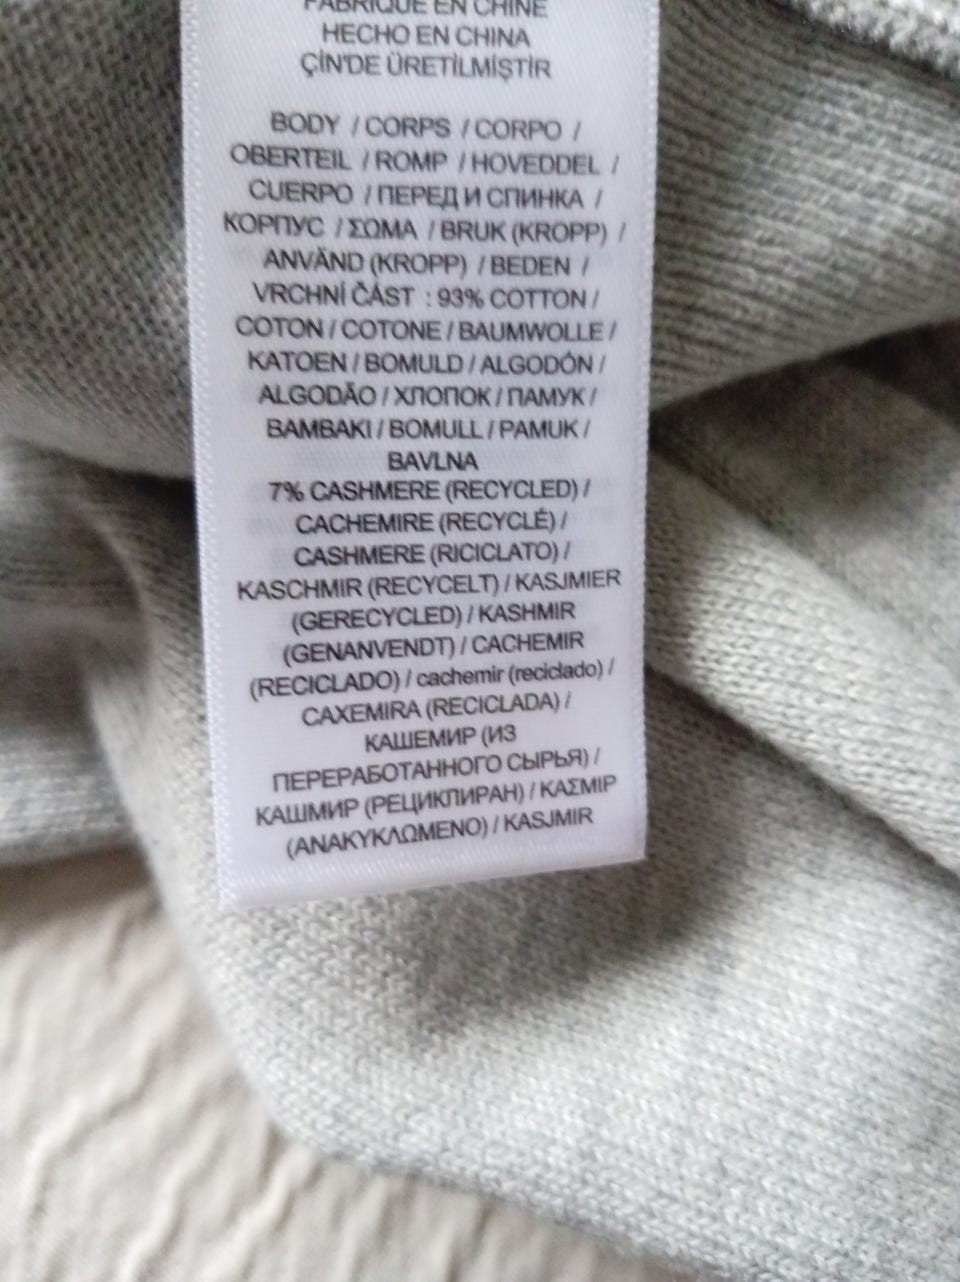 FABRIQUÉ EN CHINE
HECHO EN CHINA
ÇİN'DE ÜRETİLMİŞTİR
BODY / CORPS / CORPO /
OBERTEIL / ROMP / HOVEDDEL /
CUERPO / ПЕРЕД И СПИНКА /
КОРПУС / ΣΩΜΑ / BRUK (KROPP) /
ANVÄND (KROPP) / BEDEN /
VRCHNÍ ČÁST : 93% COTTON /
COTON / COTONE / BAUMWOLLE /
KATOEN / BOMULD / ALGODÓN /
ALGODÃO / ХЛОПОК / ПАМУК /
BAMBAKI / BOMULL / PAMUK /
BAVLNA
7% CASHMERE (RECYCLED) /
CACHEMIRE (RECYCLÉ) /
CASHMERE (RICICLATO) /
KASCHMIR (RECYCELT) / KASJMIER
(GERECYCLED) / KASHMIR
(GENANVENDT) / CACHEMIR
(RECICLADO) / cachemir (reciclado) /
CAXEMIRA (RECICLADA) /
КАШЕМИР (ИЗ
ПЕРЕРАБОТАННОГО СЫРЬЯ) /
КАШМИР (РЕЦИКЛИРАН) / ΚΑΣΜΙΡ
(ΑΝΑΚΥΚΛΩΜΕΝΟ) / KASJMIR